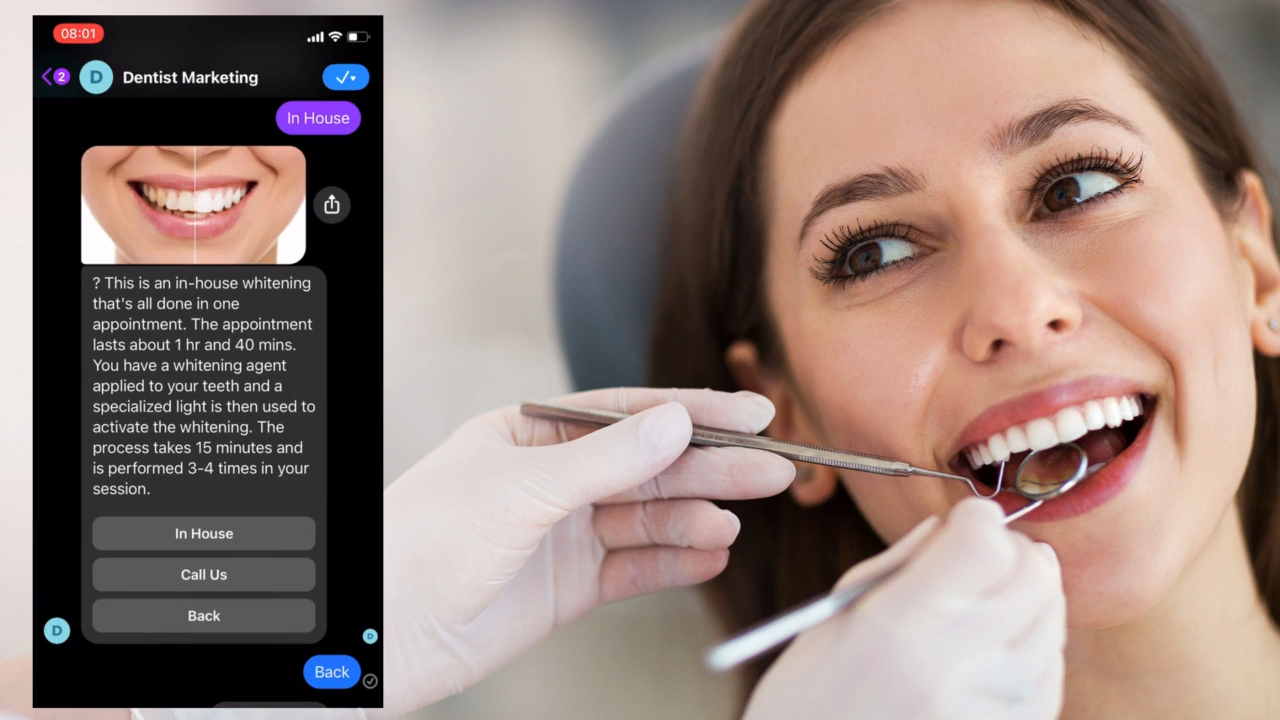 08:01
2
D
Dentist Marketing
In House
? This is an in-house whitening
that's all done in one
appointment. The appointment
lasts about 1 hr and 40 mins.
You have a whitening agent
applied to your teeth and a
specialized light is then used to
activate the whitening. The
process takes 15 minutes and
is performed 3-4 times in your
session.
In House
Call Us
Back
D
D
Back